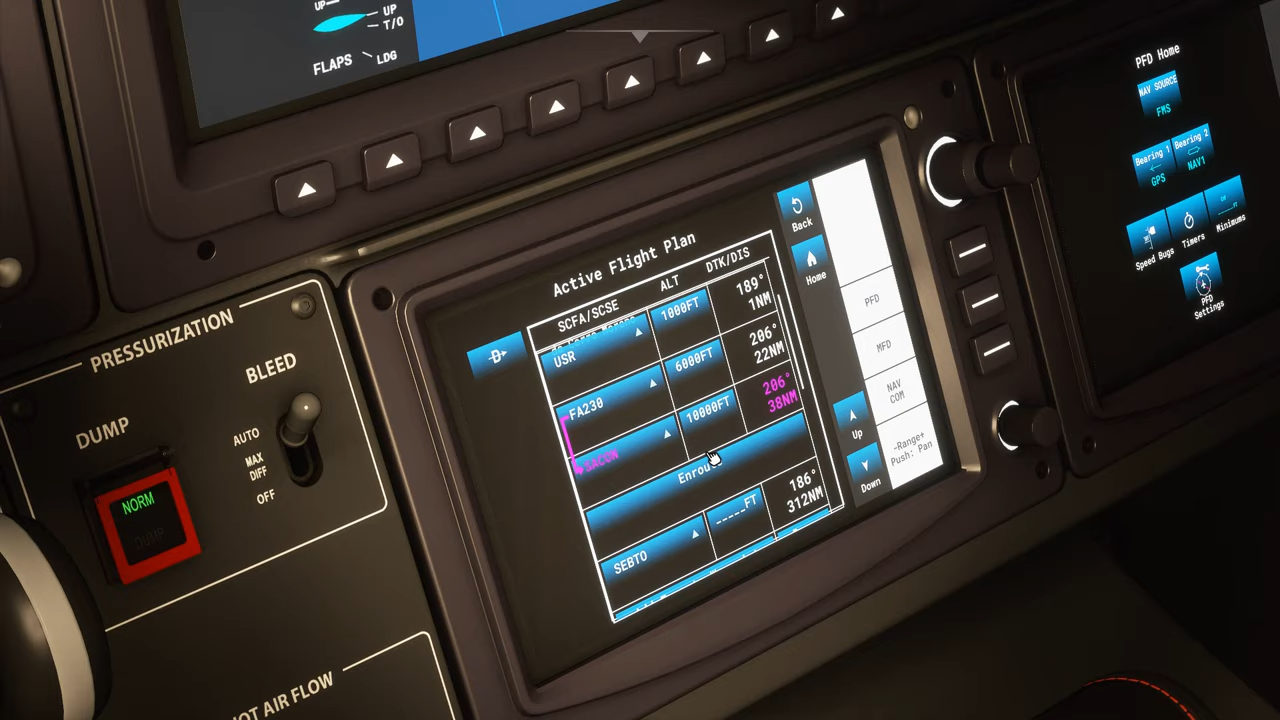 UP
UP
T/O
FLAPS
LDG
PRESSURIZATION
DUMP
NORM
DUMP
BLEED
AUTO
MAX
DIFF
OFF
HOT AIR FLOW
Active Flight Plan
SCFA/SCSE
ALT
DTK/DIS
USR
1000FT
189°
1NM
FA230
6000FT
206°
22NM
SACON
10000FT
206°
38NM
SEBTO
-----FT
186°
312NM
Back
Home
Up
Down
PFD
MFD
NAV
COM
-Range+
Push: Pan
PFD Home
NAV SOURCE
FMS
Bearing 1
GPS
Bearing 2
NAV1
Speed Bugs
Timers
Minimums
PFD
Settings